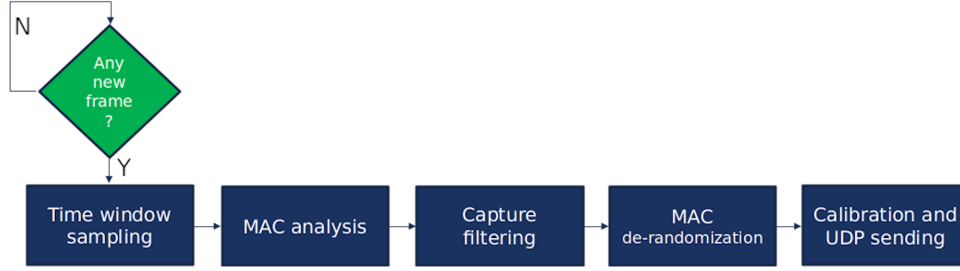 N
Any
new
frame
?
Y
Time window
sampling
MAC analysis
Capture
filtering
MAC
de-randomization
Calibration and
UDP sending